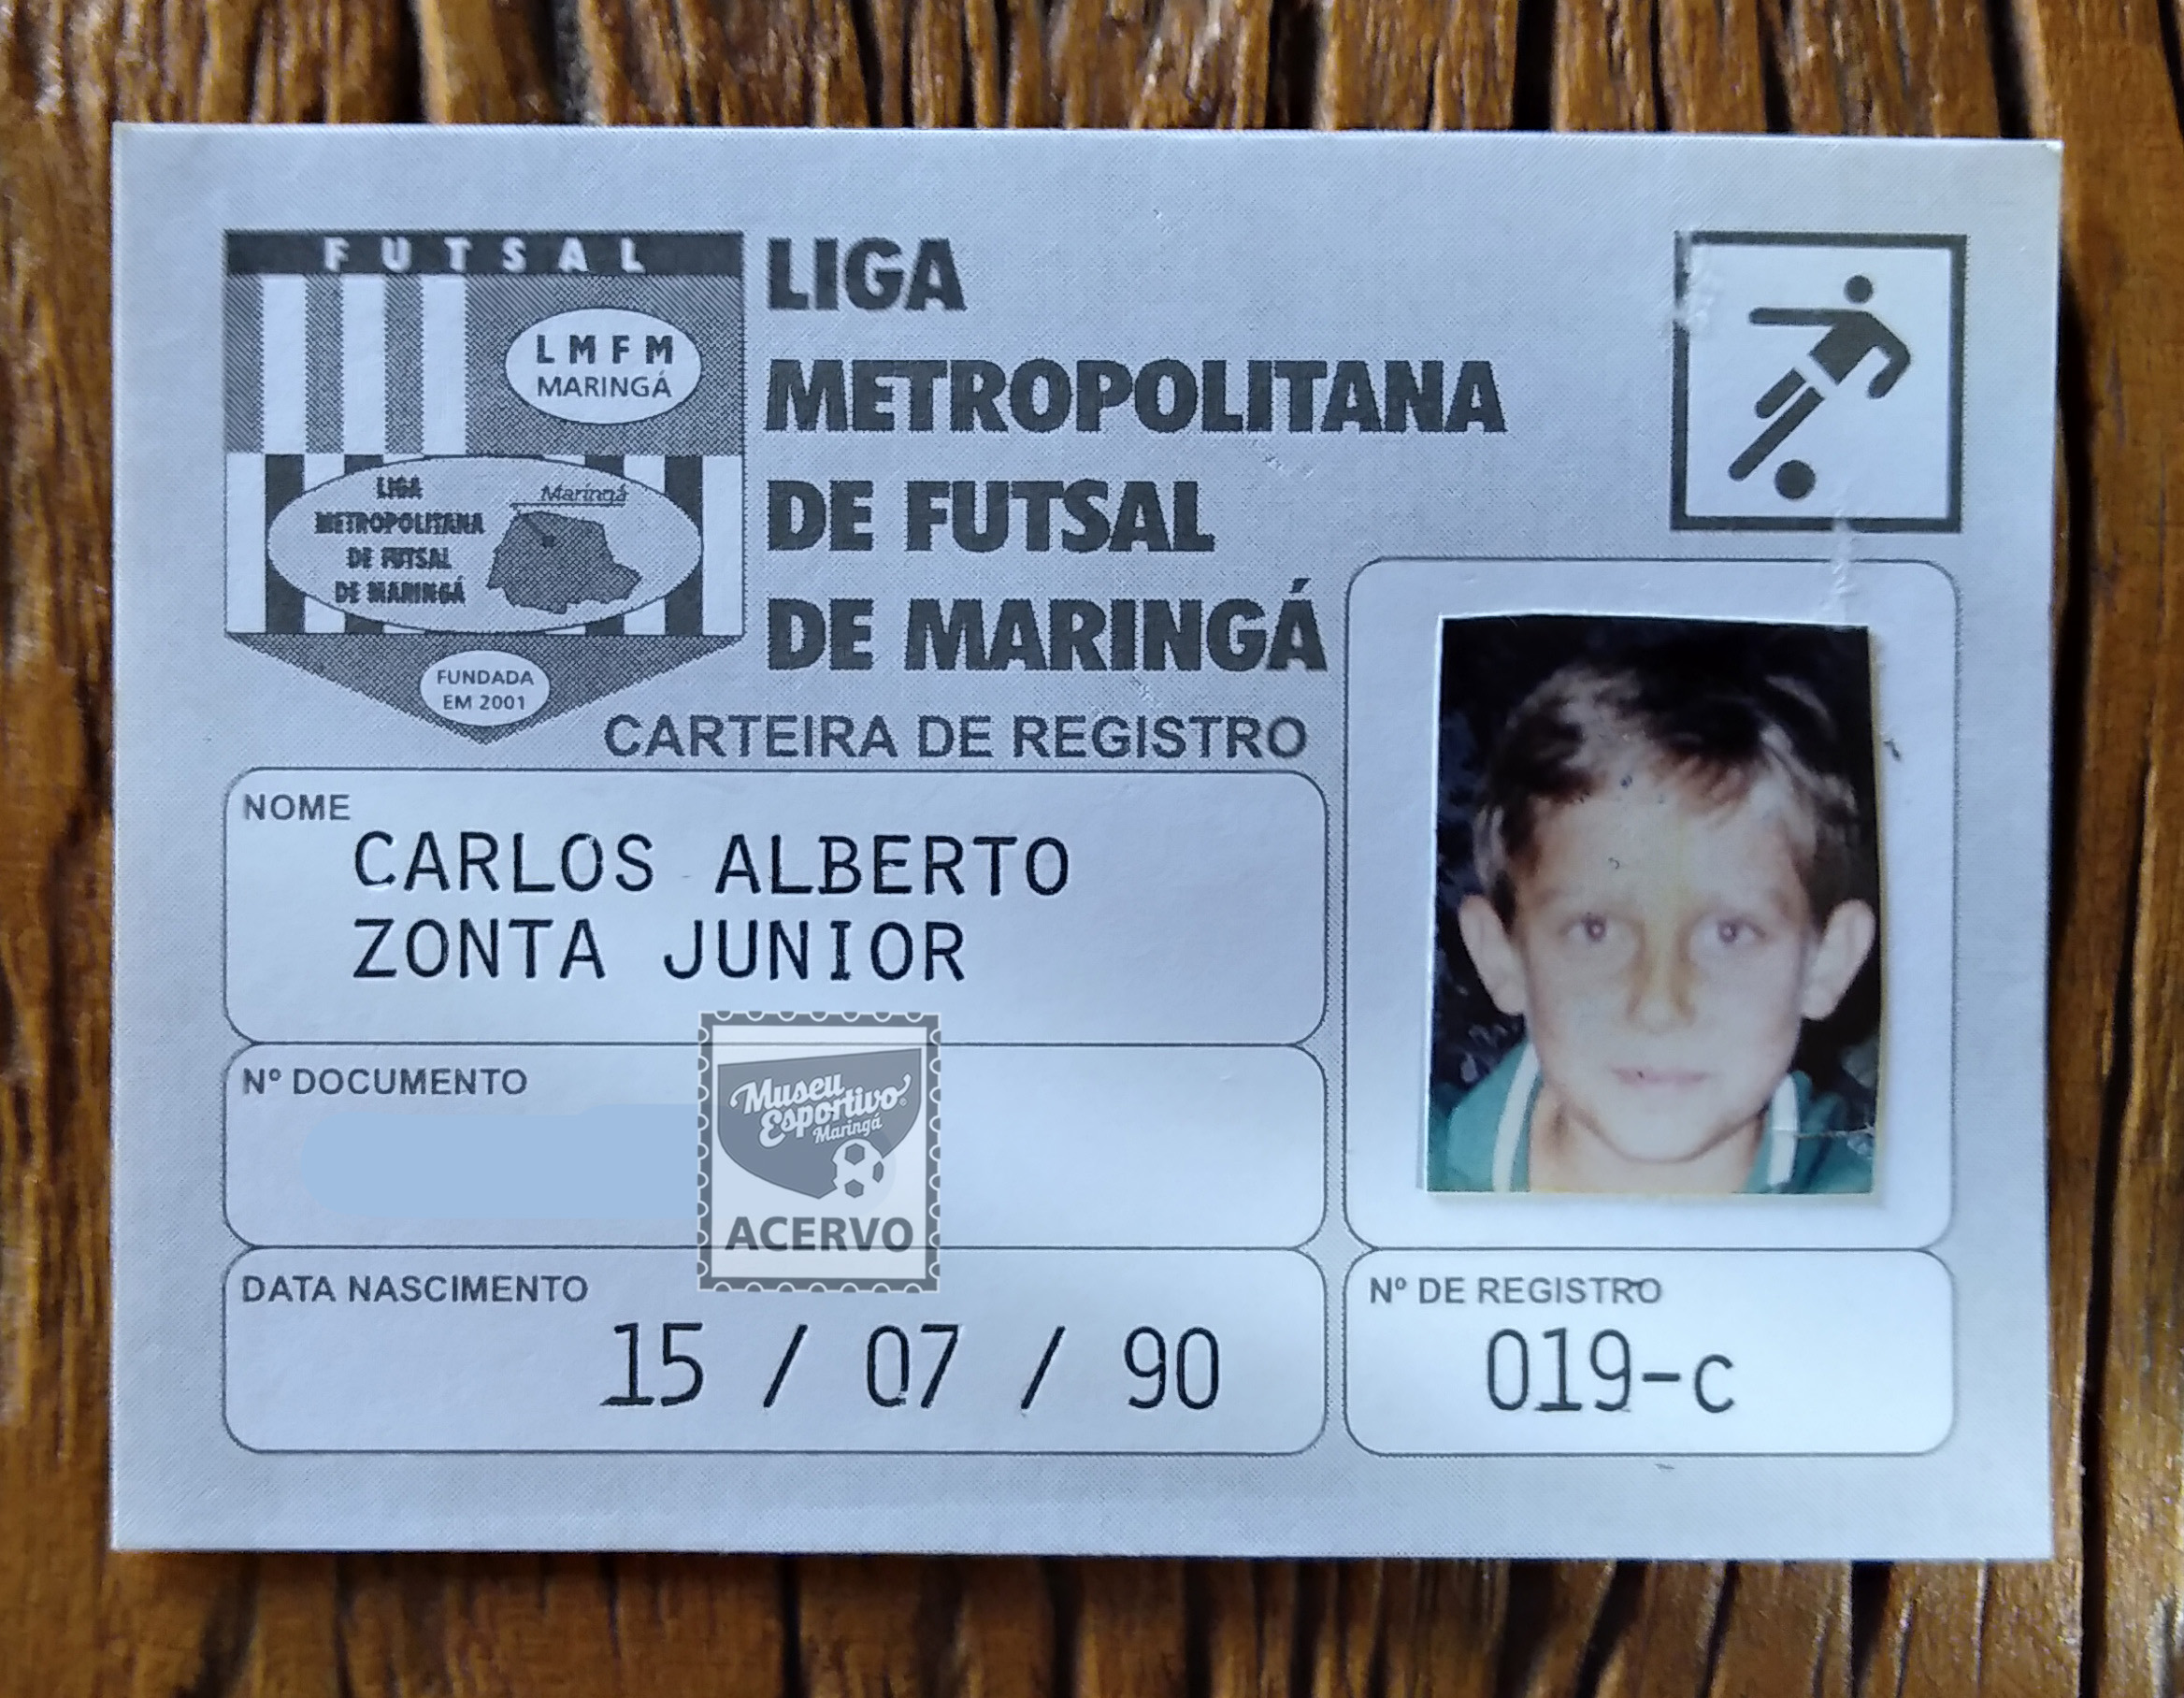 FUTSAL
LMFM
MARINGÁ
LIGA
METROPOLITANA
DE FUTSAL
DE MARINGÁ
Maringá
FUNDADA
EM 2001
LIGA
METROPOLITANA
DE FUTSAL
DE MARINGÁ
CARTEIRA DE REGISTRO
NOME
CARLOS ALBERTO
ZONTA JUNIOR
Nº DOCUMENTO
Museu
Esportivo
Maringá
ACERVO
DATA NASCIMENTO
15 / 07 / 90
Nº DE REGISTRO
019-c